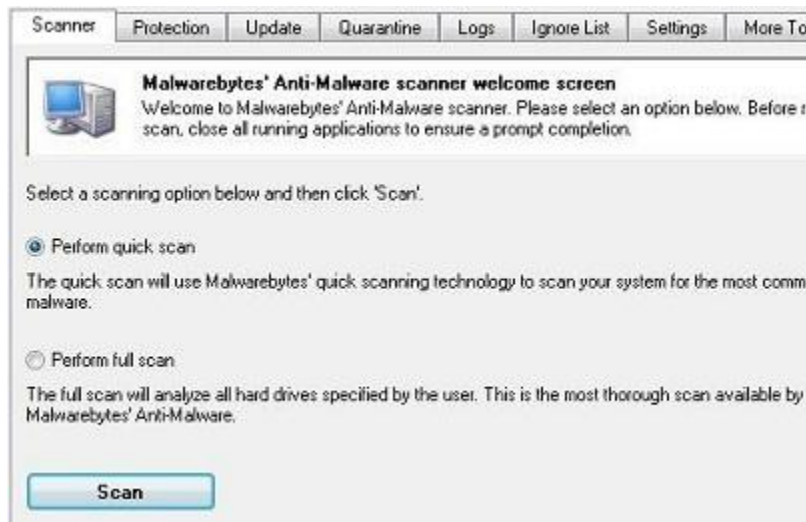 Scanner Protection Update Quarantine Logs Ignore List Settings More To
Malwarebytes' Anti-Malware scanner welcome screen
Welcome to Malwarebytes' Anti-Malware scanner. Please select an option below. Before r
scan, close all running applications to ensure a prompt completion.
Select a scanning option below and then click 'Scan'.
Perform quick scan
The quick scan will use Malwarebytes' quick scanning technology to scan your system for the most comm
malware.
Perform full scan
The full scan will analyze all hard drives specified by the user. This is the most thorough scan available by
Malwarebytes' Anti-Malware.
Scan